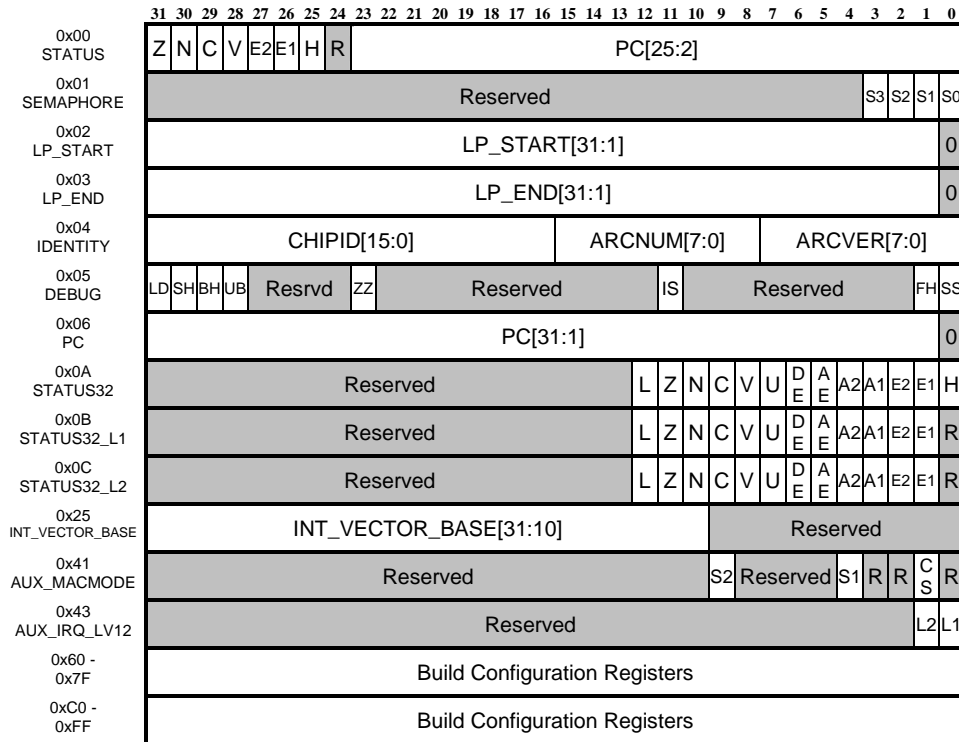 31 30 29 28 27 26 25 24 23 22 21 20 19 18 17 16 15 14 13 12 11 10 9 8 7 6 5 4 3 2 1 0
0x00
STATUS
Z N C V E2 E1 H R PC[25:2]
0x01
SEMAPHORE
Reserved S3 S2 S1 S0
0x02
LP_START
LP_START[31:1] 0
0x03
LP_END
LP_END[31:1] 0
0x04
IDENTITY
CHIPID[15:0] ARCNUM[7:0] ARCVER[7:0]
0x05
DEBUG
LD SH BH UB Resrvd ZZ Reserved IS Reserved FH SS
0x06
PC
PC[31:1] 0
0x0A
STATUS32
Reserved L Z N C V U DE AE A2 A1 E2 E1 H
0x0B
STATUS32_L1
Reserved L Z N C V U DE AE A2 A1 E2 E1 R
0x0C
STATUS32_L2
Reserved L Z N C V U DE AE A2 A1 E2 E1 R
0x25
INT_VECTOR_BASE
INT_VECTOR_BASE[31:10] Reserved
0x41
AUX_MACMODE
Reserved S2 Reserved S1 R R CS R
0x43
AUX_IRQ_LV12
Reserved L2 L1
0x60 -
0x7F
Build Configuration Registers
0xC0 -
0xFF
Build Configuration Registers